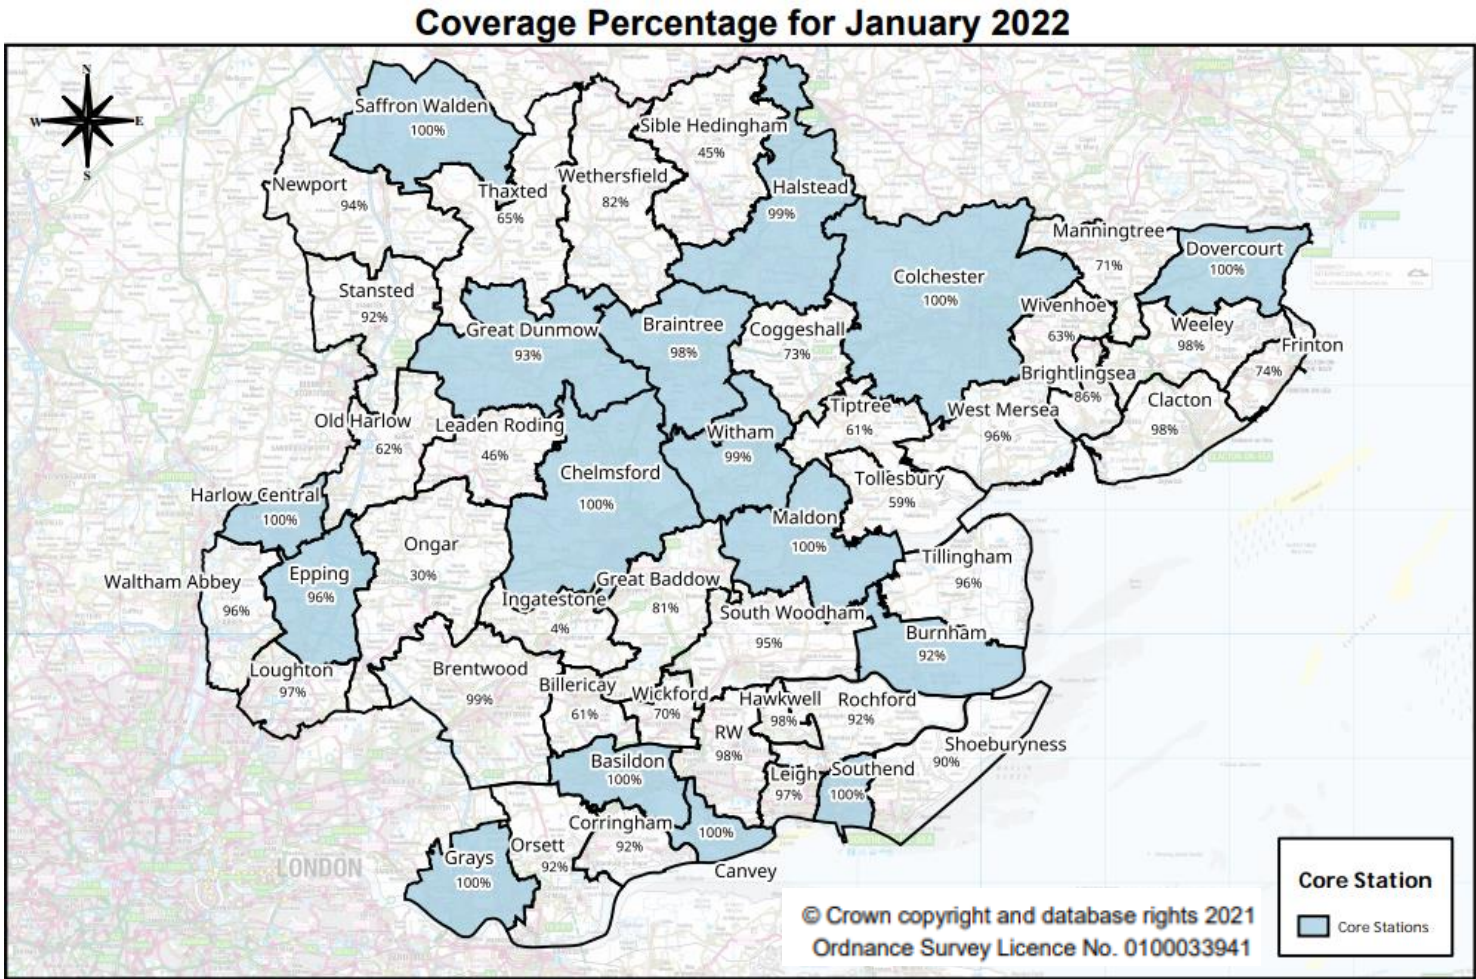 Coverage Percentage for January 2022
N
W E
S
Saffron Walden
100%
Sible Hedingham
45%
Newport
94%
Thaxted
65%
Wethersfield
82%
Halstead
99%
Manningtree
71%
Dovercourt
100%
Colchester
100%
Stansted
92%
Great Dunmow
93%
Braintree
98%
Coggeshall
73%
Wivenhoe
63%
Weeley
98%
Frinton
74%
Brightlingsea
86%
Clacton
98%
Old Harlow
62%
Leaden Roding
46%
Tiptree
61%
West Mersea
96%
Witham
99%
Chelmsford
100%
Tollesbury
59%
Harlow Central
100%
Maldon
100%
Ongar
30%
Tillingham
96%
Waltham Abbey
96%
Epping
96%
Great Baddow
81%
Ingatestone
4%
South Woodham
95%
Burnham
92%
Loughton
97%
Brentwood
99%
Billericay
61%
Wickford
70%
Hawkwell
98%
Rochford
92%
RW
98%
Shoeburyness
90%
Basildon
100%
Leigh
97%
Southend
100%
Corringham
92%
100%
Canvey
Orsett
92%
Grays
100%
LONDON
Core Station
Core Stations
© Crown copyright and database rights 2021
Ordnance Survey Licence No. 0100033941